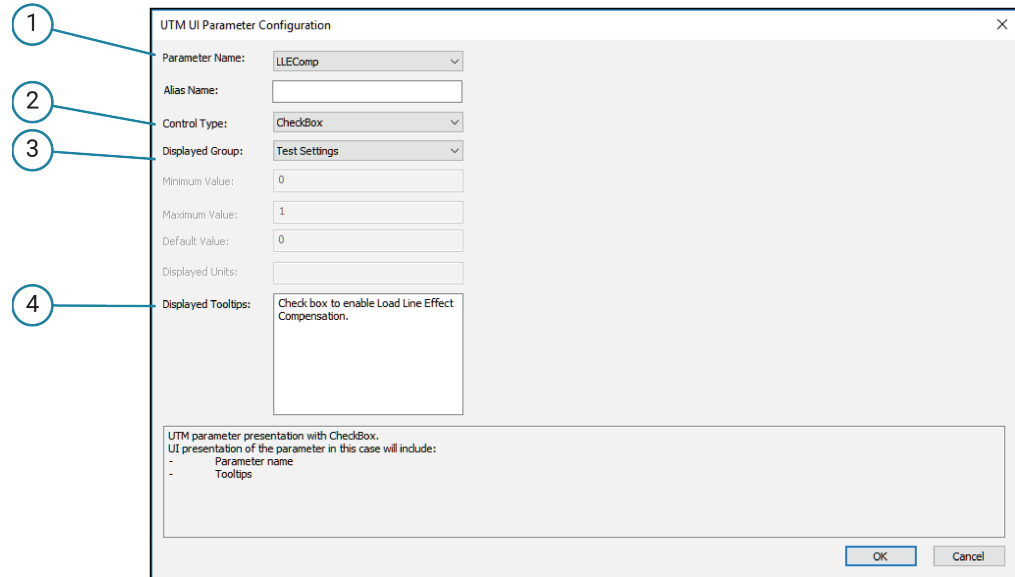 1
UTM UI Parameter Configuration
Parameter Name: LLEComp
Alias Name:
2
Control Type: CheckBox
3
Displayed Group: Test Settings
Minimum Value: 0
Maximum Value: 1
Default Value: 0
Displayed Units:
4
Displayed Tooltips: Check box to enable Load Line Effect
Compensation.
UTM parameter presentation with CheckBox.
UI presentation of the parameter in this case will include:
- Parameter name
- Tooltips
OK Cancel